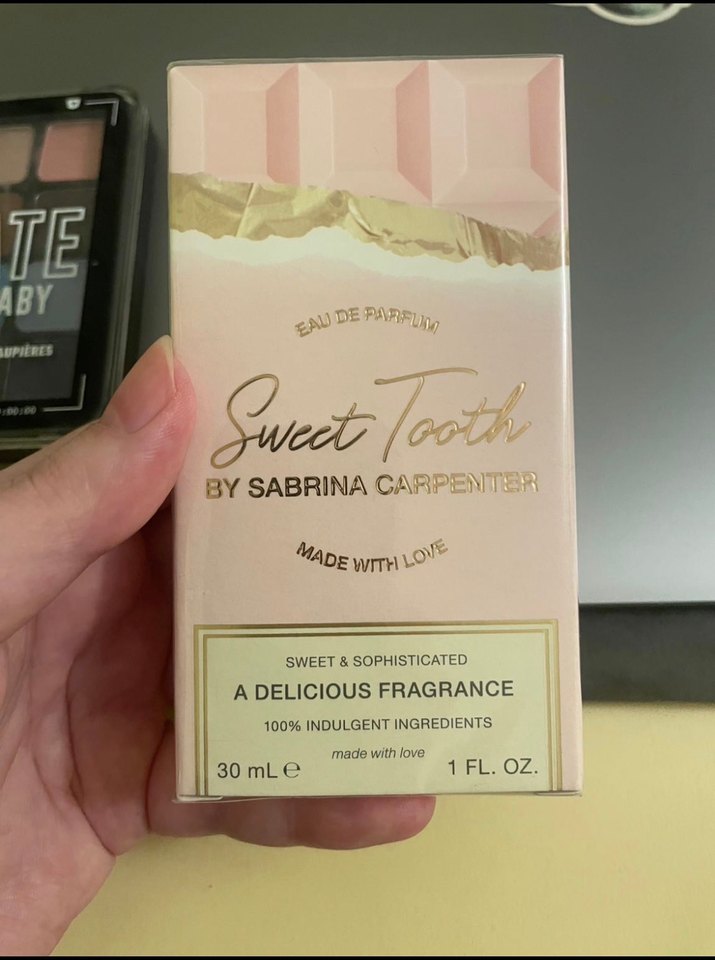 TE
ABY
AUPIÈRES
EAU DE PARFUM
Sweet Tooth
BY SABRINA CARPENTER
MADE WITH LOVE
SWEET & SOPHISTICATED
A DELICIOUS FRAGRANCE
100% INDULGENT INGREDIENTS
made with love
30 mL ℮ 1 FL. OZ.